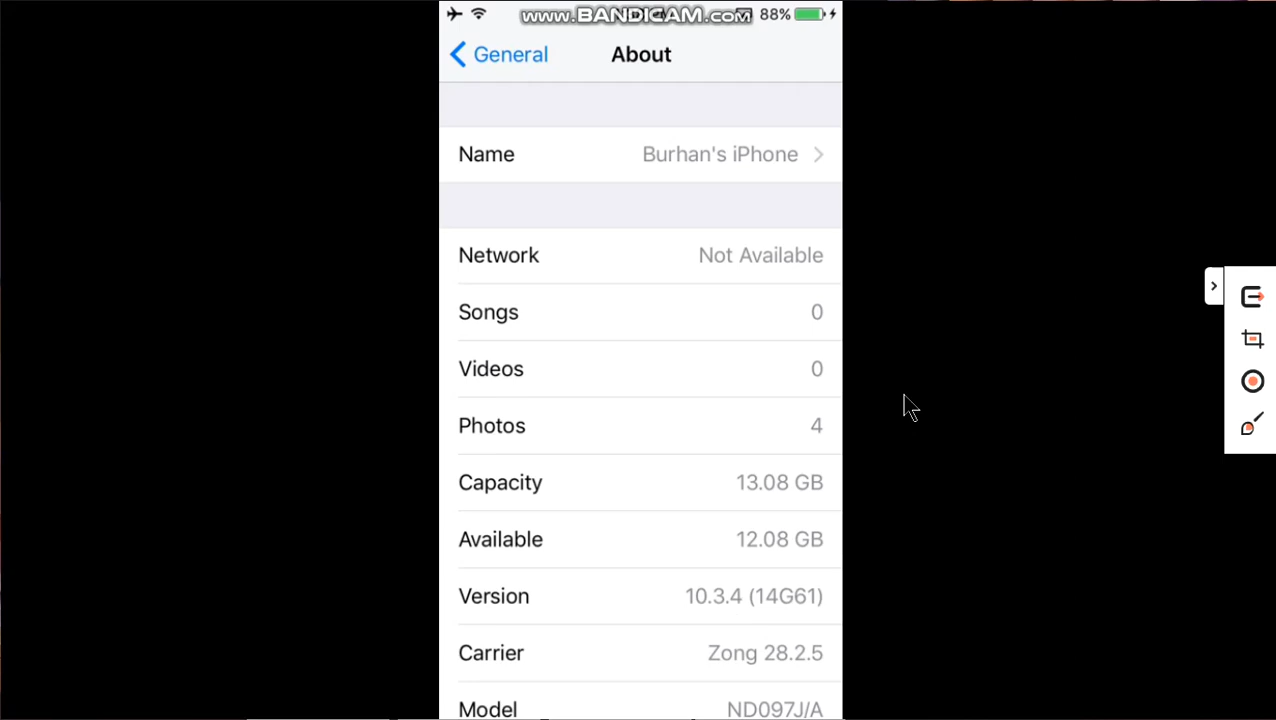 www.BANDICAM.com 88%
General About
Name Burhan's iPhone
Network Not Available
Songs 0
Videos 0
Photos 4
Capacity 13.08 GB
Available 12.08 GB
Version 10.3.4 (14G61)
Carrier Zong 28.2.5
Model ND097J/A